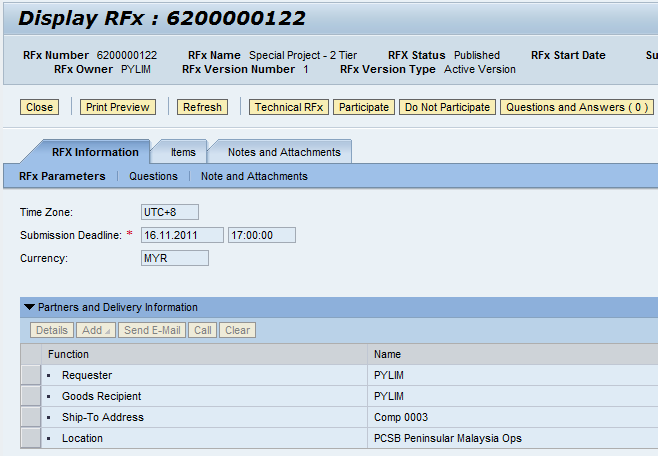 Display RFx : 6200000122
RFx Number 6200000122 RFx Name Special Project - 2 Tier RFX Status Published RFx Start Date Su
RFx Owner PYLIM RFx Version Number 1 RFx Version Type Active Version
Close Print Preview Refresh Technical RFx Participate Do Not Participate Questions and Answers ( 0 )
RFX Information Items Notes and Attachments
RFx Parameters Questions Note and Attachments
Time Zone: UTC+8
Submission Deadline: * 16.11.2011 17:00:00
Currency: MYR
Partners and Delivery Information
Details Add Send E-Mail Call Clear
Function Name
Requester PYLIM
Goods Recipient PYLIM
Ship-To Address Comp 0003
Location PCSB Peninsular Malaysia Ops